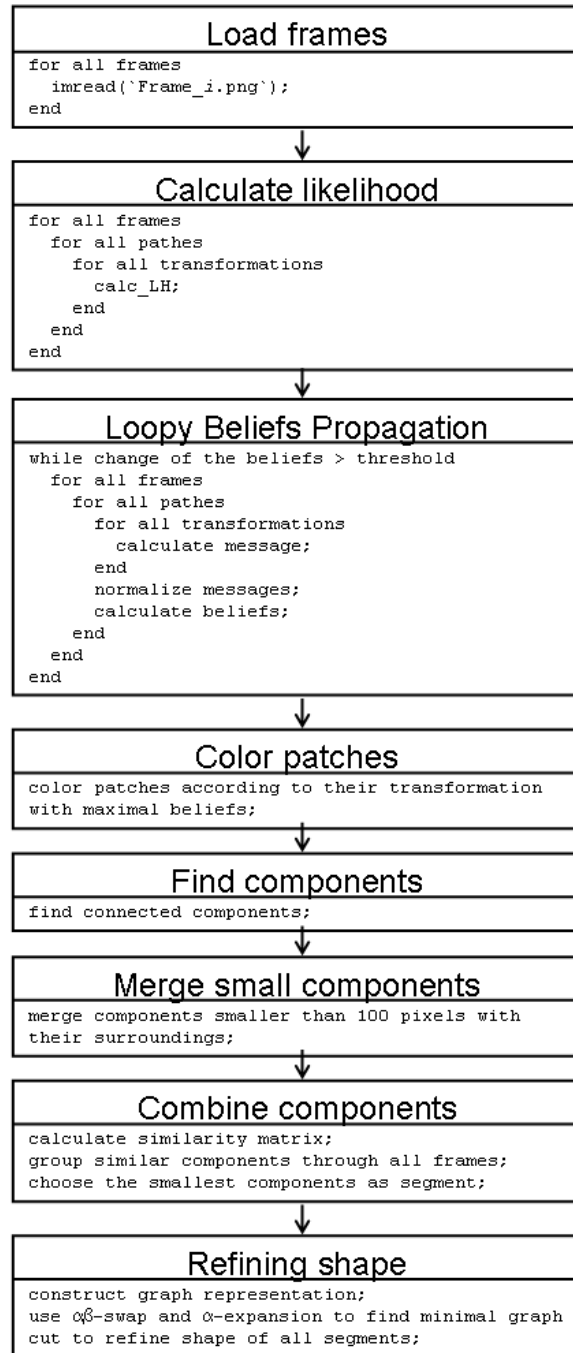 Load frames
for all frames
imread(`Frame_i.png`);
end
Calculate likelihood
for all frames
for all pathes
for all transformations
calc_LH;
end
end
end
Loopy Beliefs Propagation
while change of the beliefs > threshold
for all frames
for all pathes
for all transformations
calculate message;
end
normalize messages;
calculate beliefs;
end
end
end
Color patches
color patches according to their transformation
with maximal beliefs;
Find components
find connected components;
Merge small components
merge components smaller than 100 pixels with
their surroundings;
Combine components
calculate similarity matrix;
group similar components through all frames;
choose the smallest components as segment;
Refining shape
construct graph representation;
use αβ-swap and α-expansion to find minimal graph
cut to refine shape of all segments;